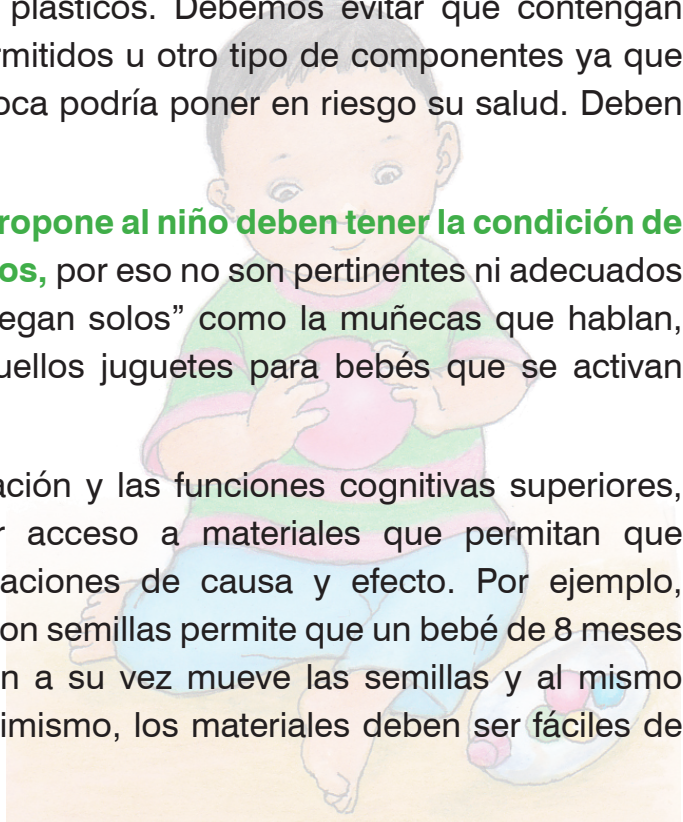 plásticos. Debemos evitar que contengan
rmitidos u otro tipo de componentes ya que
oca podría poner en riesgo su salud. Deben
ropone al niño deben tener la condición de
os, por eso no son pertinentes ni adecuados
egan solos” como la muñecas que hablan,
uellos juguetes para bebés que se activan
ación y las funciones cognitivas superiores,
r acceso a materiales que permitan que
aciones de causa y efecto. Por ejemplo,
on semillas permite que un bebé de 8 meses
n a su vez mueve las semillas y al mismo
imismo, los materiales deben ser fáciles de